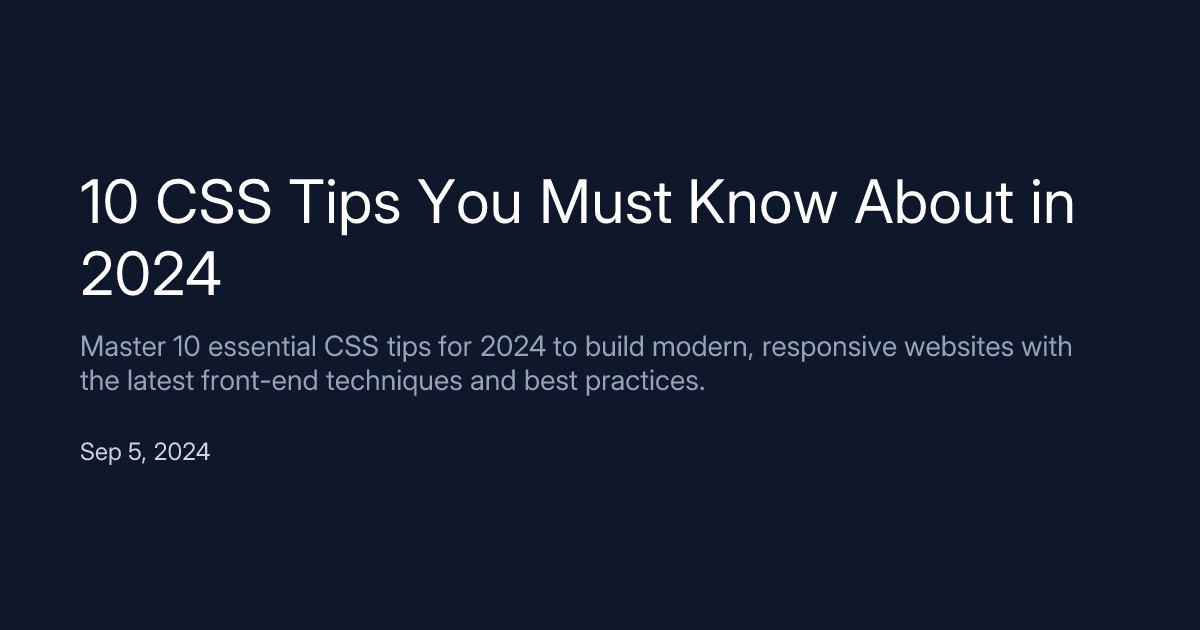 10 CSS Tips You Must Know About in
2024
Master 10 essential CSS tips for 2024 to build modern, responsive websites with
the latest front-end techniques and best practices.
Sep 5, 2024